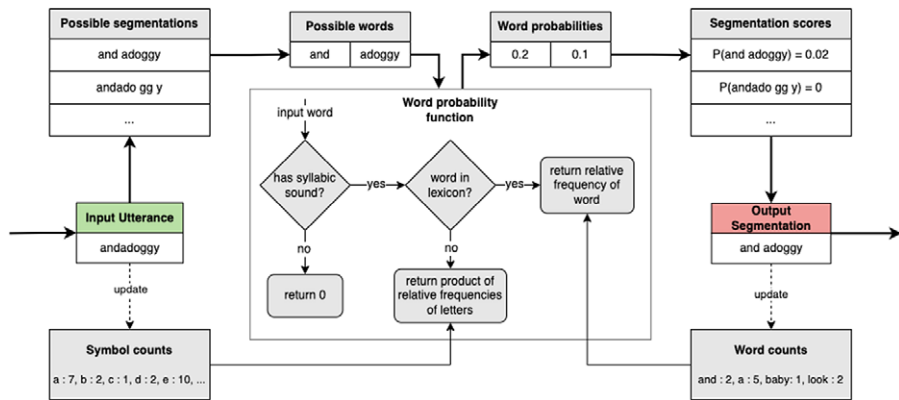 Possible segmentations
and adoggy
andado gg y
...
Possible words
and adoggy
Word probabilities
0.2 0.1
Segmentation scores
P(and adoggy) = 0.02
P(andado gg y) = 0
...
Word probability
function
input word
has syllabic
sound?
yes
word in
lexicon?
yes
return relative
frequency of
word
no
return 0
no
return product of
relative frequencies
of letters
Input Utterance
andadoggy
update
Symbol counts
a : 7, b : 2, c : 1, d : 2, e : 10, ...
Output
Segmentation
and adoggy
update
Word counts
and : 2, a : 5, baby: 1, look : 2